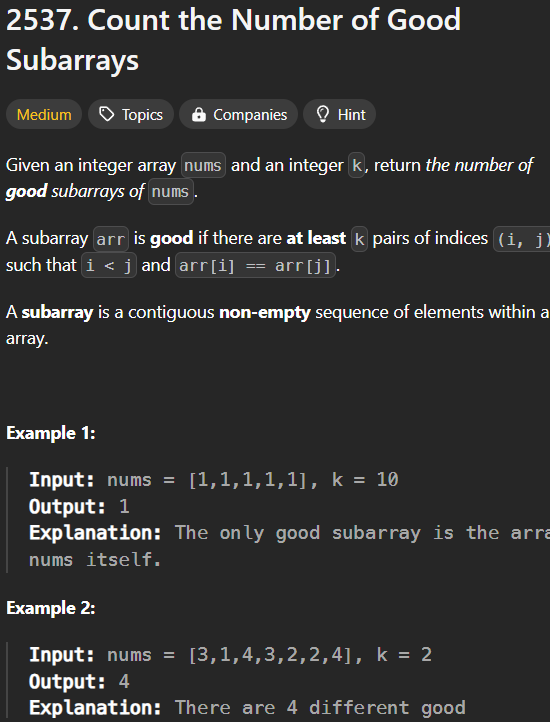 2537. Count the Number of Good
Subarrays
Medium Topics Companies Hint
Given an integer array nums and an integer k, return the number of
good subarrays of nums.
A subarray arr is good if there are at least k pairs of indices (i, j)
such that i < j and arr[i] == arr[j].
A subarray is a contiguous non-empty sequence of elements within a
array.
Example 1:
Input: nums = [1,1,1,1,1], k = 10
Output: 1
Explanation: The only good subarray is the arra
nums itself.
Example 2:
Input: nums = [3,1,4,3,2,2,4], k = 2
Output: 4
Explanation: There are 4 different good